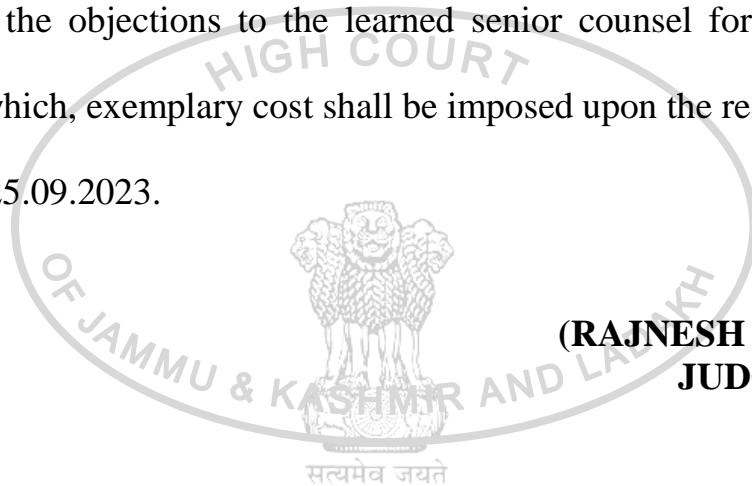 the objections to the learned senior counsel for
which, exemplary cost shall be imposed upon the re
25.09.2023.
(RAJNESH
JUD
HIGH COURT
OF JAMMU & KASHMIR AND LADAKH
सत्यमेव जयते